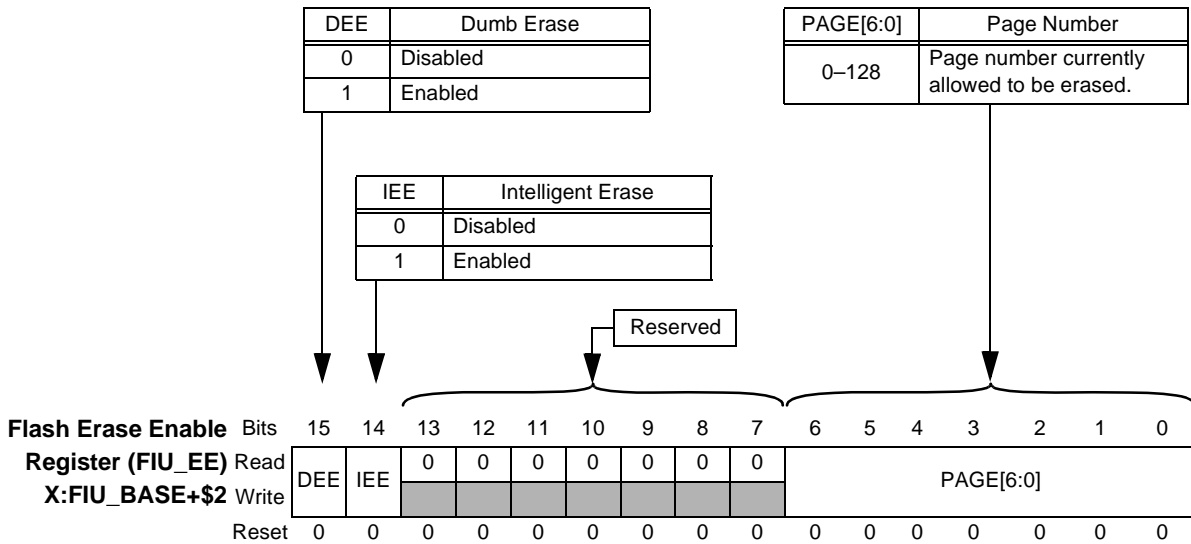 DEE Dumb Erase
0 Disabled
1 Enabled
PAGE[6:0] Page Number
0–128 Page number currently
allowed to be erased.
IEE Intelligent Erase
0 Disabled
1 Enabled
Reserved
Flash Erase Enable Bits 15 14 13 12 11 10 9 8 7 6 5 4 3 2 1 0
Register (FIU_EE) Read DEE IEE 0 0 0 0 0 0 0 PAGE[6:0]
X:FIU_BASE+$2 Write
Reset 0 0 0 0 0 0 0 0 0 0 0 0 0 0 0 0